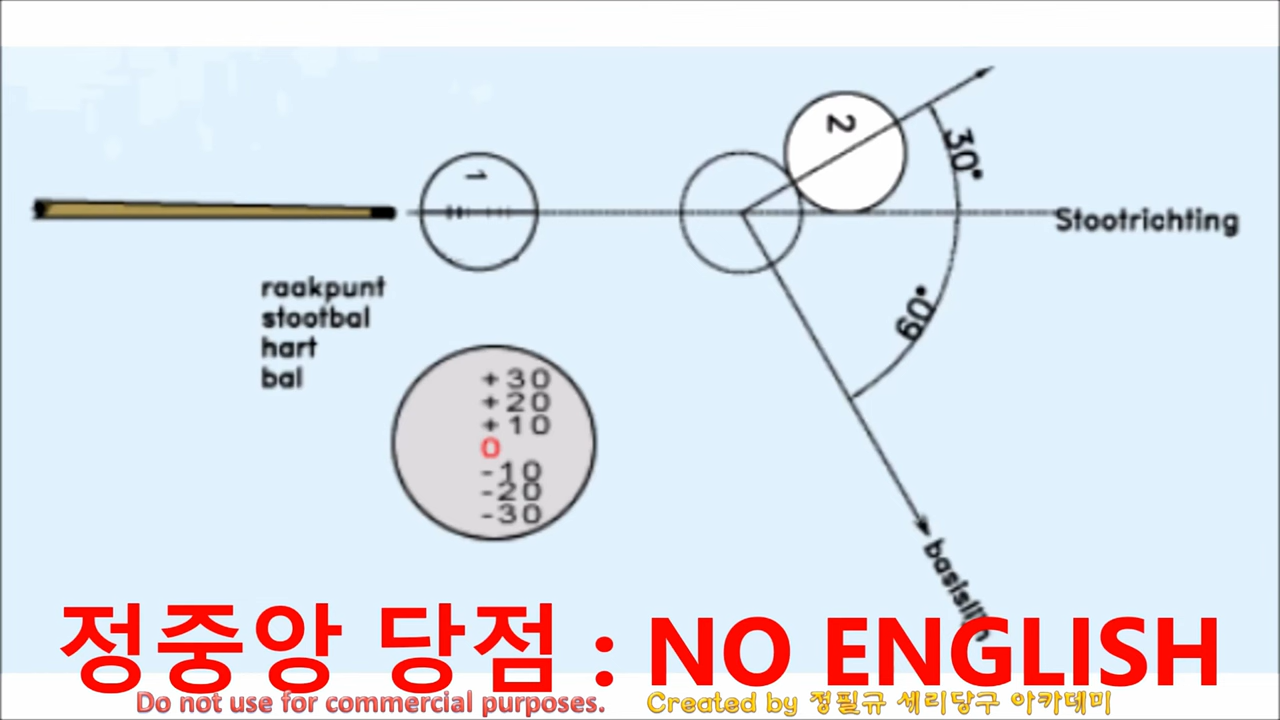 1
2
30°
Stootrichting
60°
raakpunt
stootbal
hart
bal
+30
+20
+10
0
-10
-20
-30
정중앙 당점 : NO ENGLISH
Do not use for commercial purposes. Created by 정필규 세리당구 아카데미